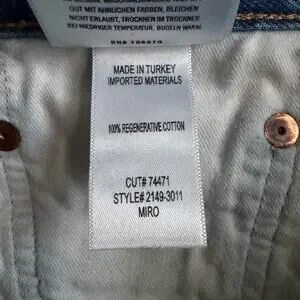 GUT MIT ÄHNLICHEN FARBEN, BLEICHEN
NICHT ERLAUBT, TROCKNEN IM TROCKNER
BEI NIEDRIGER TEMPERATUR, BÜGELN WARM
MADE IN TURKEY
IMPORTED MATERIALS
100% REGENERATIVE COTTON
CUT# 74471
STYLE# 2149-3011
MIRO